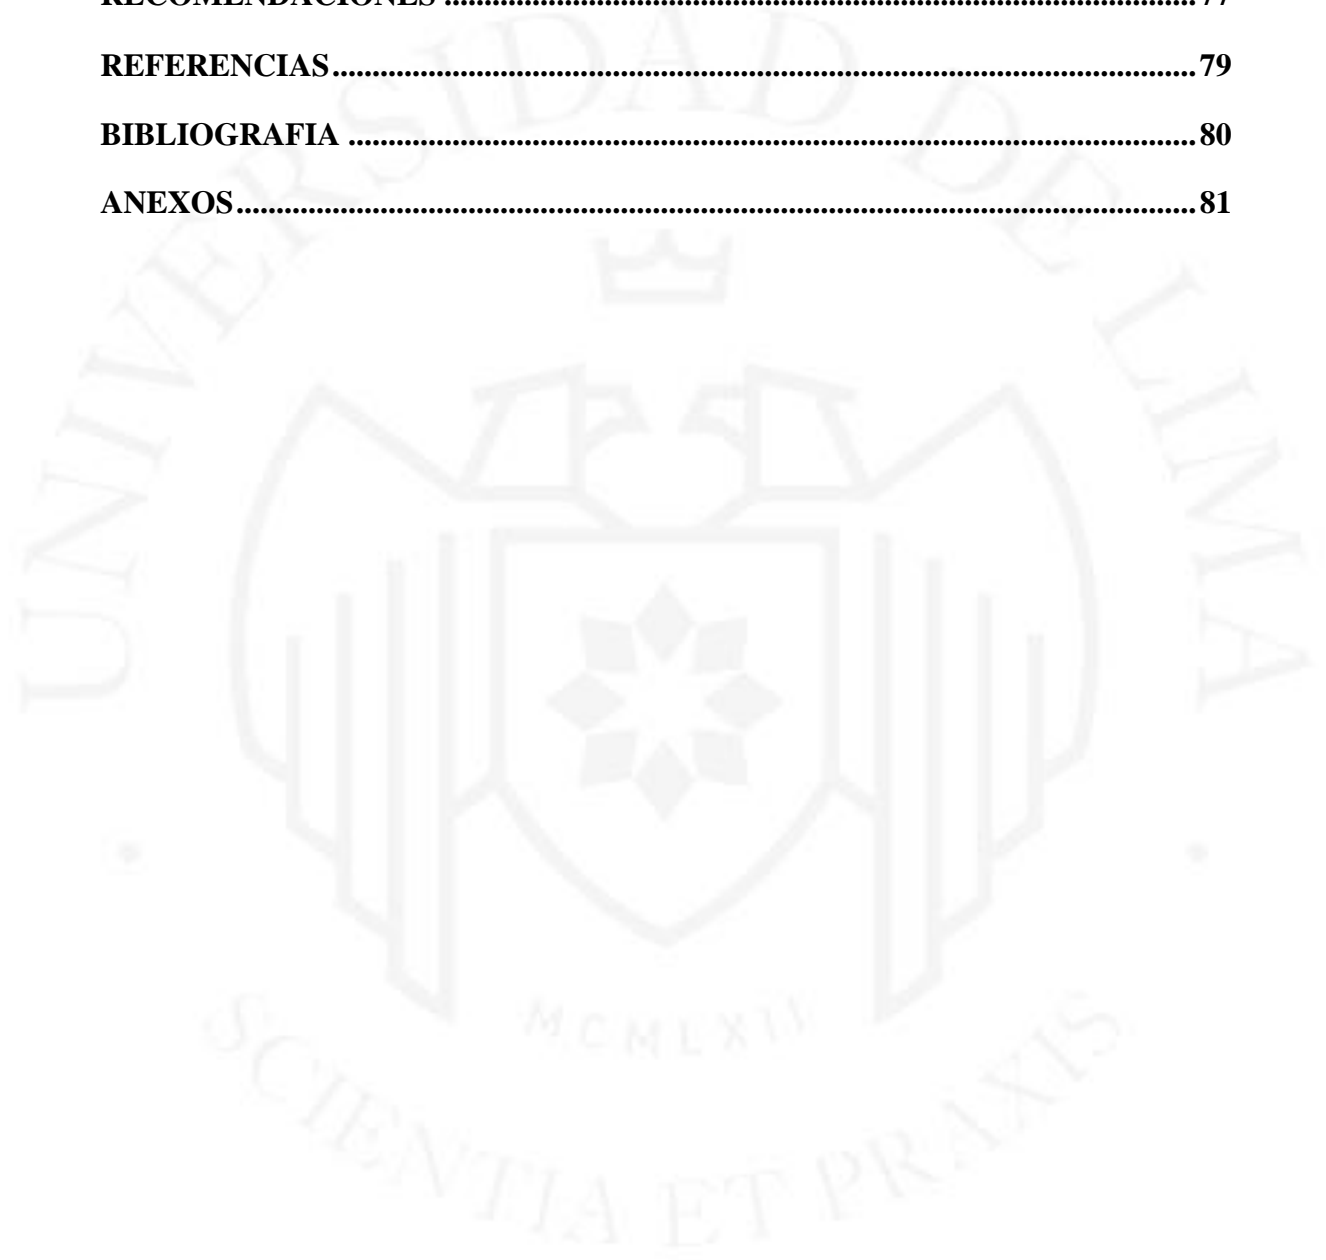 RECOMENDACIONES ........................................................................ 77
REFERENCIAS ........................................................................ 79
BIBLIOGRAFIA ........................................................................ 80
ANEXOS ........................................................................ 81
UNIVERSIDAD DE LIMA
MCMLXII
SCIENTIA ET PRAXIS